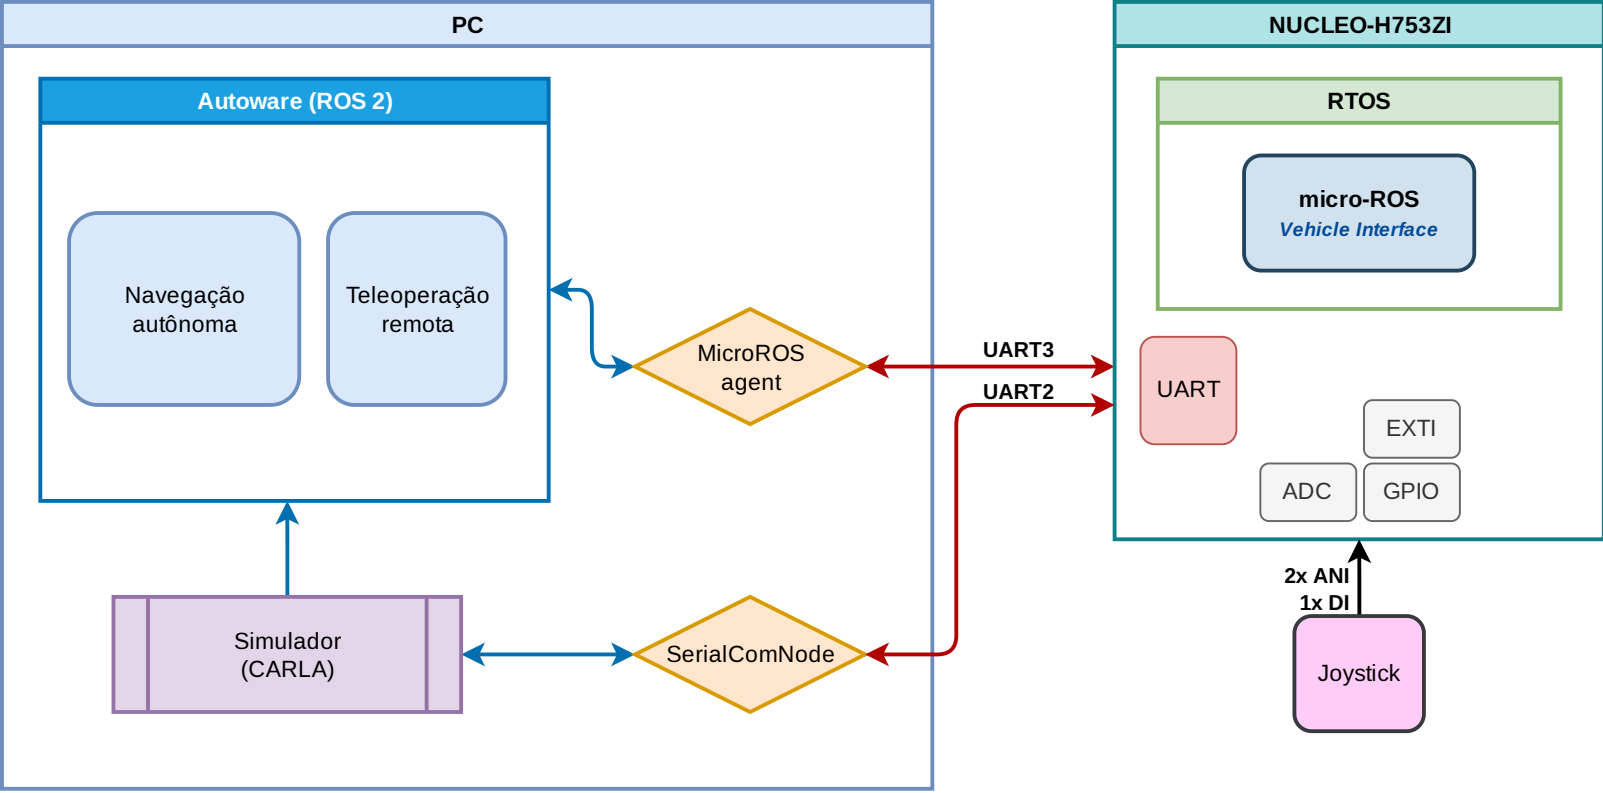 PC
Autoware (ROS 2)
Navegação
autônoma
Teleoperação
remota
MicroROS
agent
Simulador
(CARLA)
SerialComNode
UART3
UART2
NUCLEO-H753ZI
RTOS
micro-ROS
Vehicle Interface
UART
EXTI
ADC
GPIO
2x ANI
1x DI
Joystick